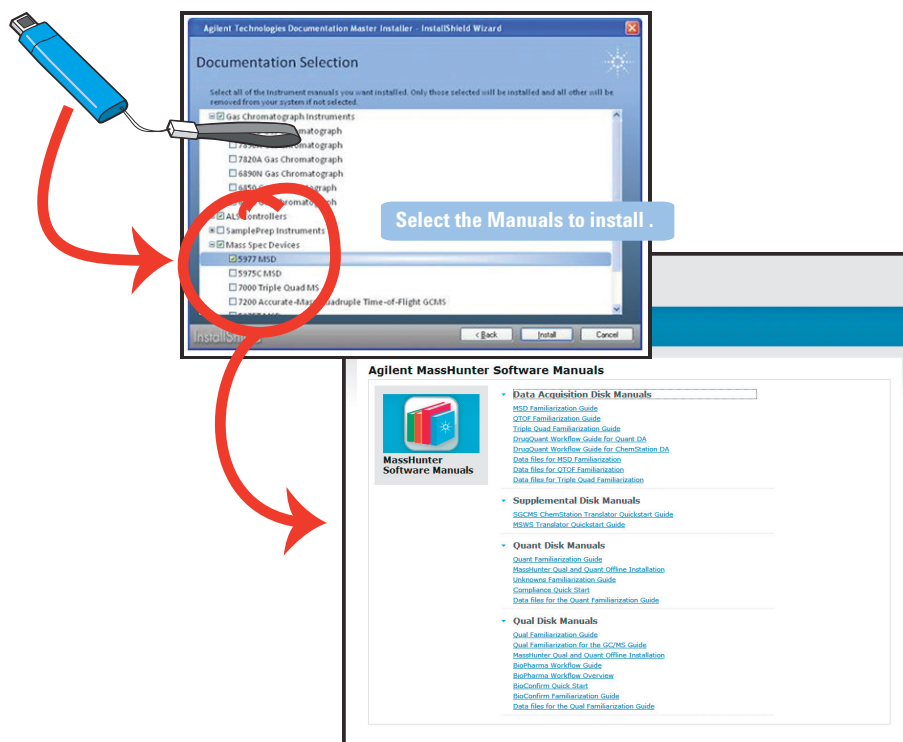 Agilent Technologies Documentation Master Installer - InstallShield Wizard
Documentation Selection
Select all of the Instrument manuals you want installed. Only those selected will be installed and all other will be
removed from your system if not selected.
Gas Chromatograph Instruments
matograph
Chromatograph
7820A Gas Chromatograph
6890N Gas Chromatograph
6850 tograph
hromatograph
ALS Controllers
SamplePrep Instruments
Mass Spec Devices
5977 MSD
5975C MSD
7000 Triple Quad MS
7200 Accurate-Mass Quadruple Time-of-Flight GCMS
Select the Manuals to install .
InstallSh
< Back
Install
Cancel
Agilent MassHunter Software Manuals
MassHunter
Software Manuals
Data Acquisition Disk Manuals
MSD Familiarization Guide
QTOF Familiarization Guide
Triple Quad Familiarization Guide
DrugQuant Workflow Guide for Quant DA
DrugQuant Workflow Guide for ChemStation DA
Data files for MSD Familiarization
Data files for QTOF Familiarization
Data files for Triple Quad Familiarization
Supplemental Disk Manuals
SGCMS ChemStation Translator Quickstart Guide
MSWS Translator Quickstart Guide
Quant Disk Manuals
Quant Familiarization Guide
MassHunter Qual and Quant Offline Installation
Unknowns Familiarization Guide
Compliance Quick Start
Data files for the Quant Familiarization Guide
Qual Disk Manuals
Qual Familiarization Guide
Qual Familiarization for the GC/MS Guide
MassHunter Qual and Quant Offline Installation
BioPharma Workflow Guide
BioPharma Workflow Overview
BioConfirm Quick Start
BioConfirm Familiarization Guide
Data files for the Qual Familiarization Guide